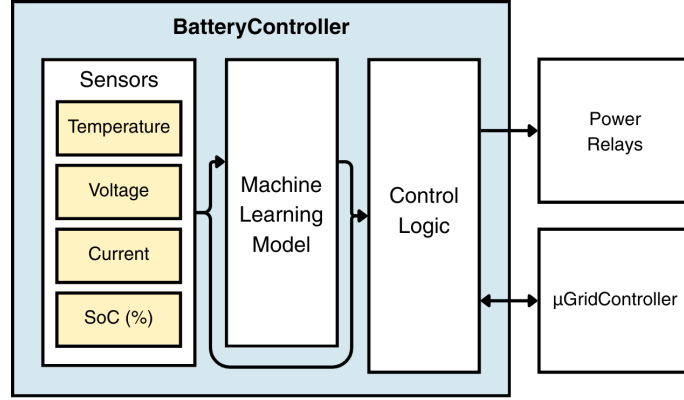 BatteryController
Sensors
Temperature
Voltage
Current
SoC (%)
Machine
Learning
Model
Control
Logic
Power
Relays
µGridController